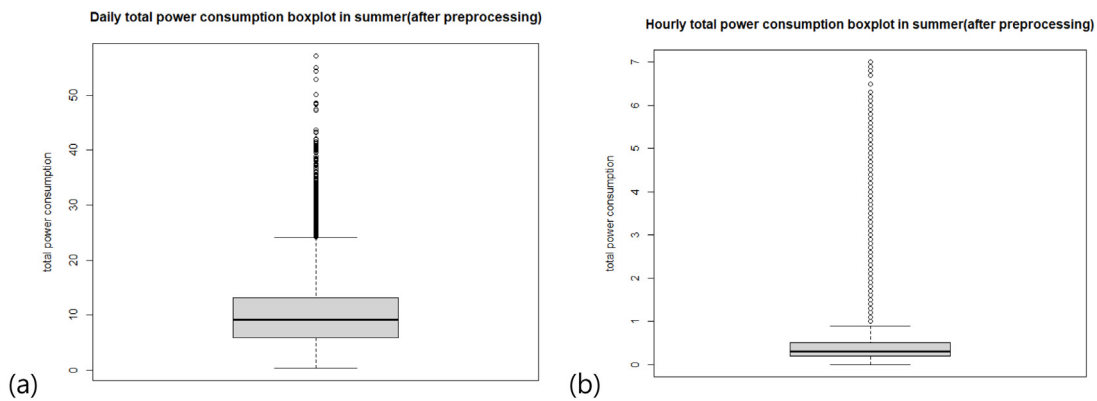 Daily total power consumption boxplot in summer(after preprocessing)
total power consumption
50
40
30
20
10
0
(a)
Hourly total power consumption boxplot in summer(after preprocessing)
total power consumption
7
6
5
4
3
2
1
0
(b)